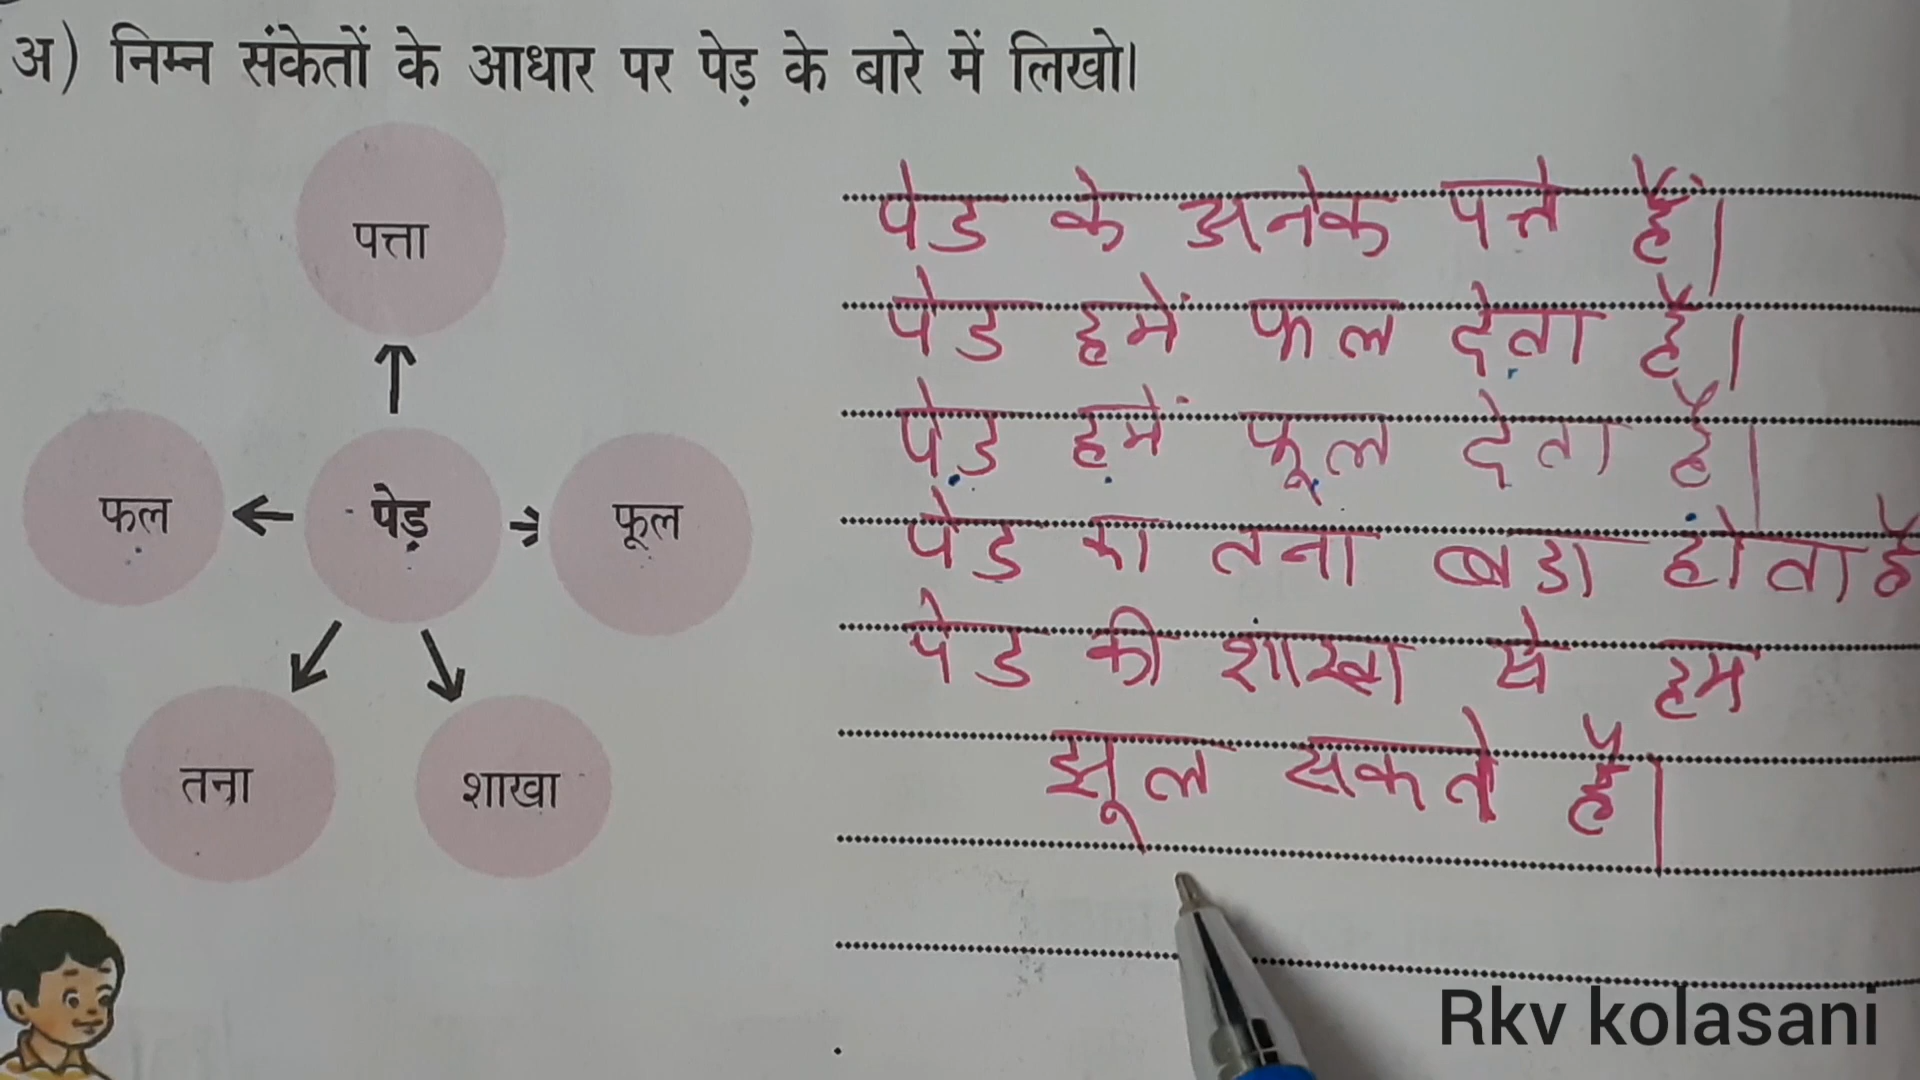 अ) निम्न संकेतों के आधार पर पेड़ के बारे में लिखो।
पत्ता
फल
पेड़
फूल
तना
शाखा
पेड के अनेक पत्ते हैं।
पेड हमें फल देता है।
पेड़ हमें फूल देता है।
पेड का तना बडा होता है
पेड की शाखा से हम
झूल सकते है।
Rkv kolasani